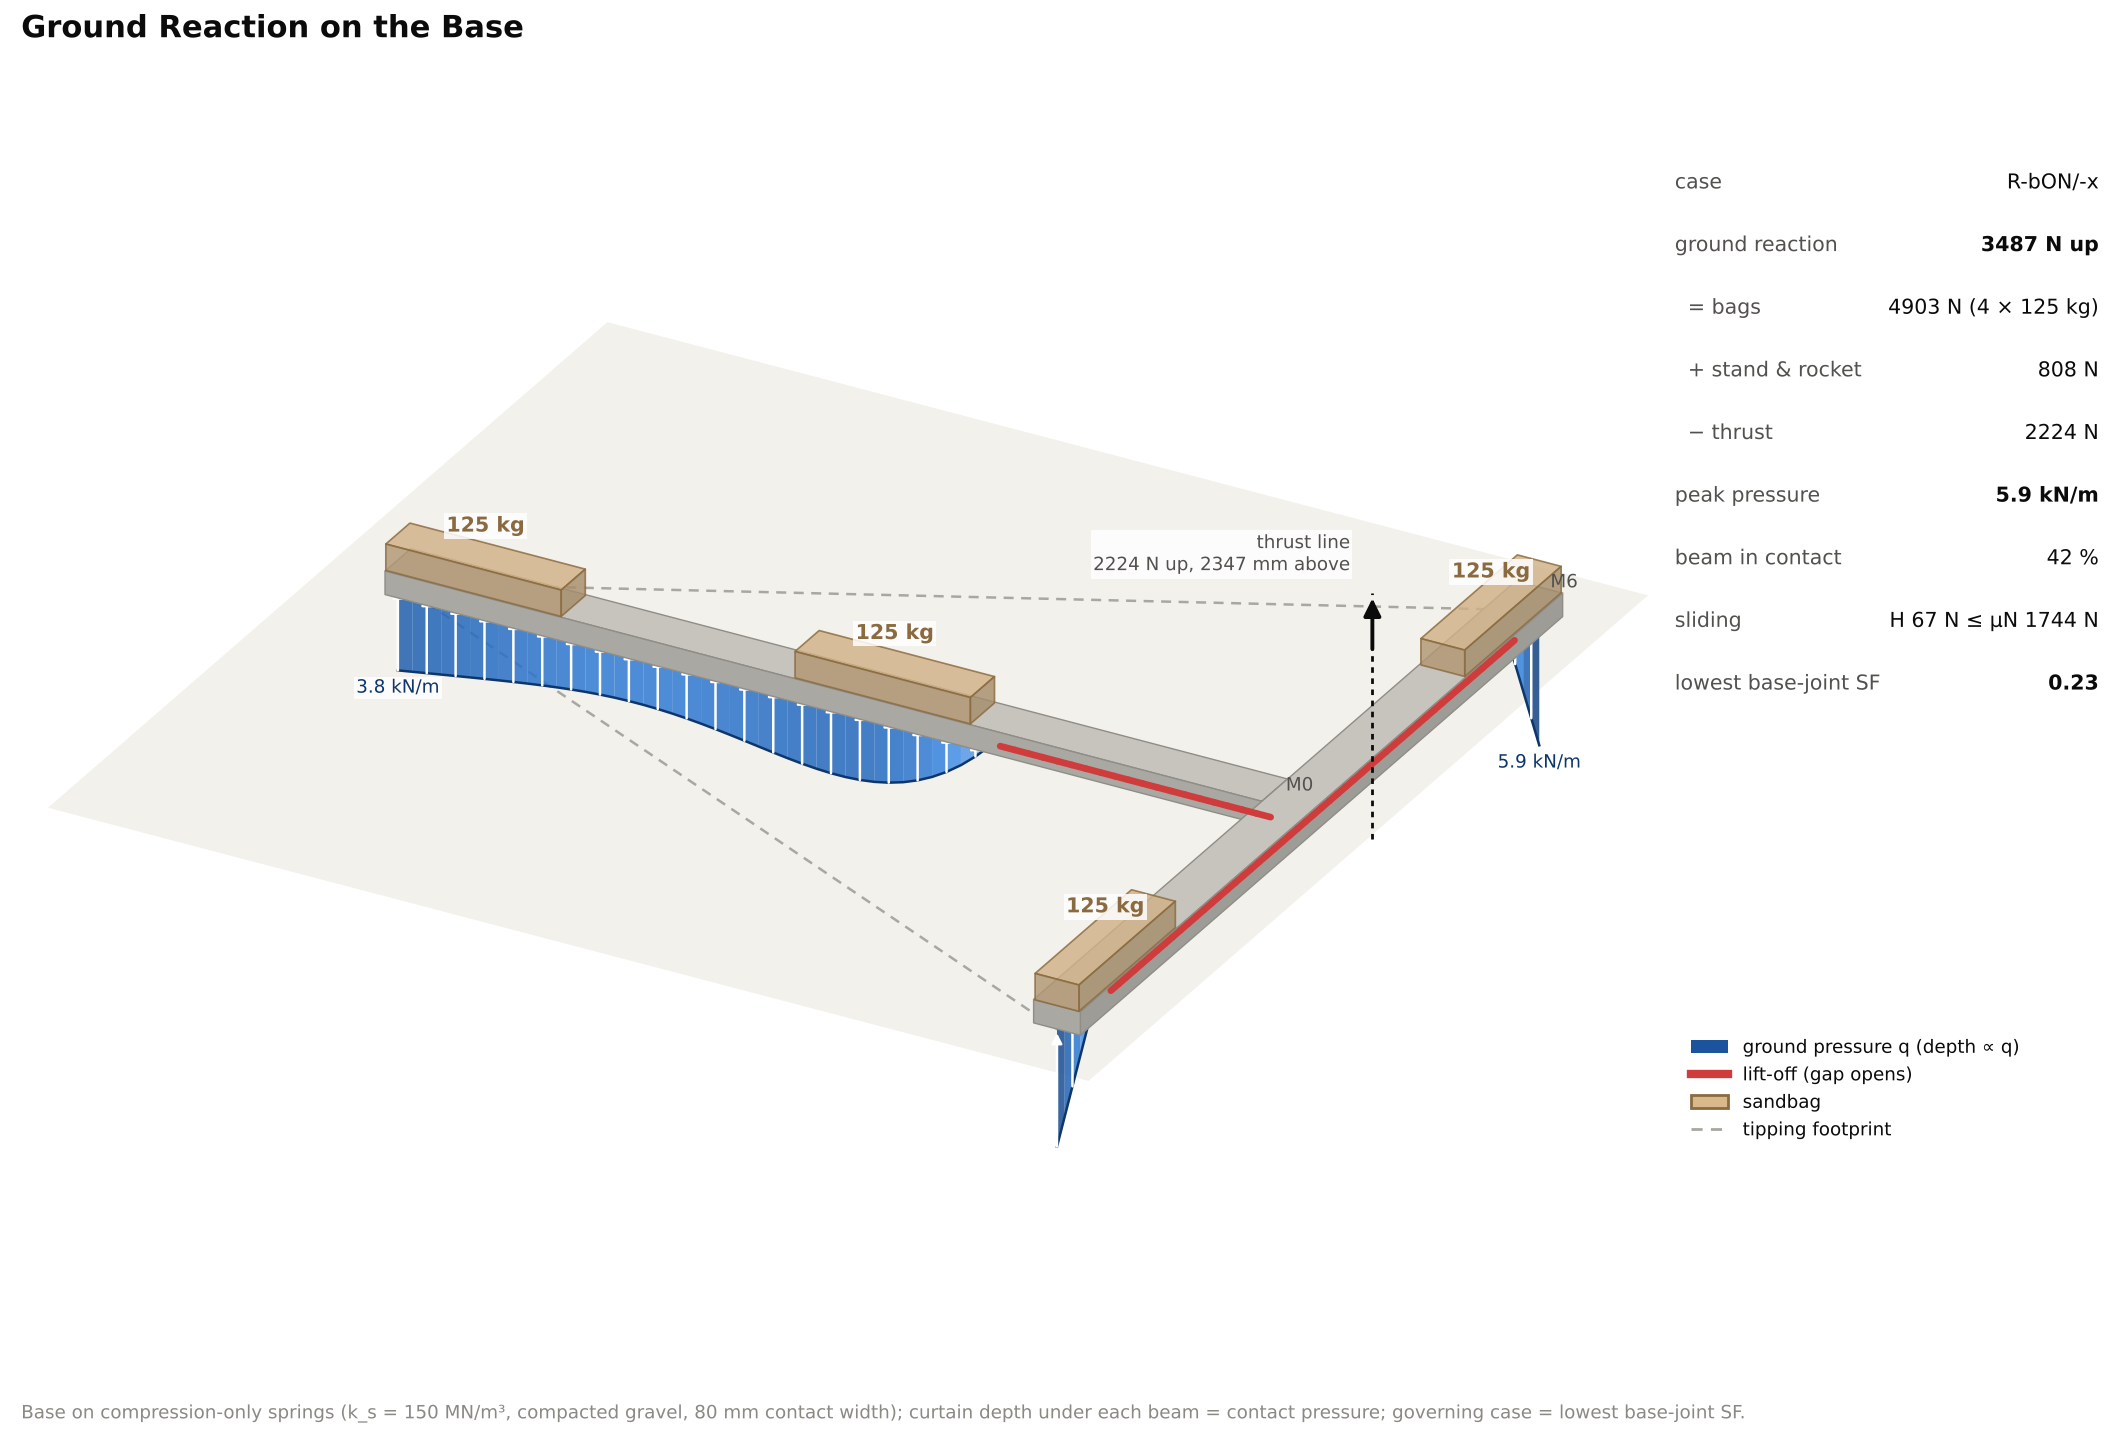 Ground Reaction on the Base
case R-bON/-x
ground reaction 3487 N up
= bags 4903 N (4 × 125 kg)
+ stand & rocket 808 N
− thrust 2224 N
peak pressure 5.9 kN/m
beam in contact 42 %
sliding H 67 N ≤ μN 1744 N
lowest base-joint SF 0.23
125 kg
thrust line
2224 N up, 2347 mm above
125 kg
M6
125 kg
3.8 kN/m
5.9 kN/m
M0
125 kg
ground pressure q (depth ∝ q)
lift-off (gap opens)
sandbag
tipping footprint
Base on compression-only springs (k_s = 150 MN/m³, compacted gravel, 80 mm contact width); curtain depth under each beam = contact pressure; governing case = lowest base-joint SF.